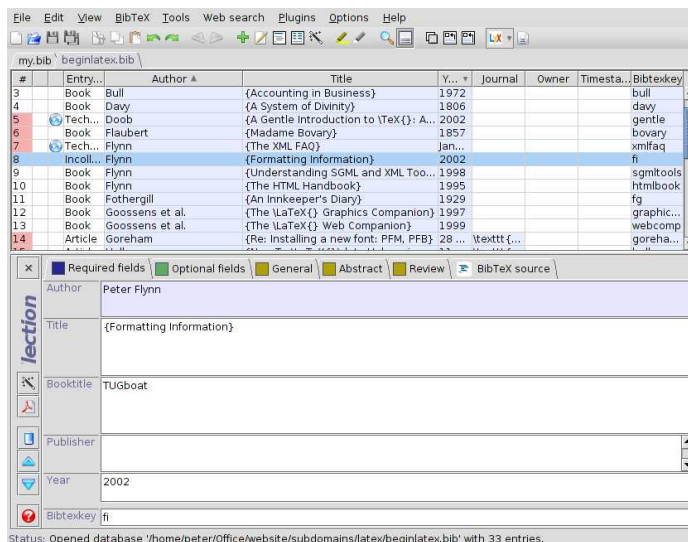 File Edit View BibTeX Tools Web search Plugins Options Help
my.bib beginlatex.bib
# Entry... Author Title Y... Journal Owner Timesta... Bibtexkey
3 Book Bull {Accounting in Business} 1972 bull
4 Book Davy {A System of Divinity} 1806 davy
5 Tech... Doob {A Gentle Introduction to \TeX{}: A... 2002 gentle
6 Book Flaubert {Madame Bovary} 1857 bovary
7 Tech... Flynn {The XML FAQ} Jan... xmlfaq
8 Incoll... Flynn {Formatting Information} 2002 fi
9 Book Flynn {Understanding SGML and XML Too... 1998 sgmltools
10 Book Flynn {The HTML Handbook} 1995 htmlbook
11 Book Fothergill {An Innkeeper's Diary} 1929 fg
12 Book Goossens et al. {The \LaTeX{} Graphics Companion} 1997 graphic...
13 Book Goossens et al. {The \LaTeX{} Web Companion} 1999 webcomp
14 Article Goreham {Re: Installing a new font: PFM, PFB} 28 ... \texttt{... goreha...
Required fields Optional fields General Abstract Review BibTeX source
lection
Author Peter Flynn
Title {Formatting Information}
Booktitle TUGboat
Publisher
Year 2002
Bibtexkey fi
Status: Opened database '/home/peter/Office/website/subdomains/latex/beginlatex.bib' with 33 entries.